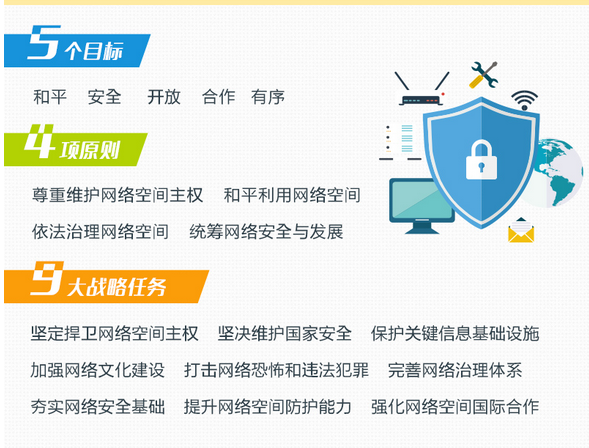 5个目标
和平 安全 开放 合作 有序
4项原则
尊重维护网络空间主权 和平利用网络空间
依法治理网络空间 统筹网络安全与发展
9大战略任务
坚定捍卫网络空间主权 坚决维护国家安全 保护关键信息基础设施
加强网络文化建设 打击网络恐怖和违法犯罪 完善网络治理体系
夯实网络安全基础 提升网络空间防护能力 强化网络空间国际合作